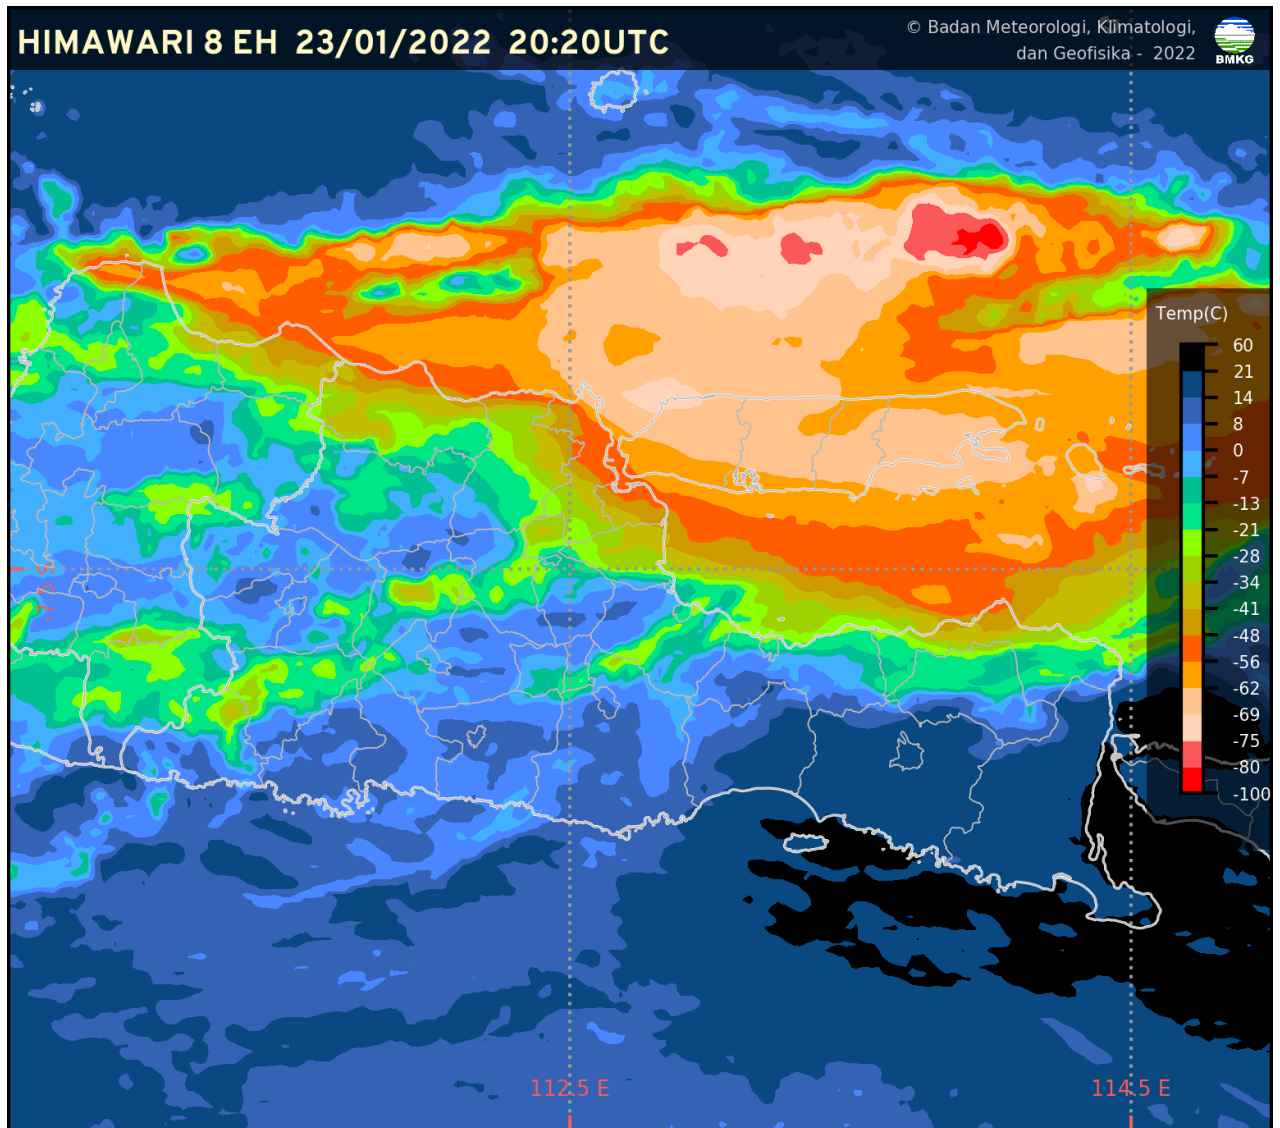 HIMAWARI 8 EH 23/01/2022 20:20UTC
© Badan Meteorologi, Klimatologi,
dan Geofisika - 2022
BMKG
Temp(C)
60
21
14
8
0
-7
-13
-21
-28
-34
-41
-48
-56
-62
-69
-75
-80
-100
112.5 E
114.5 E